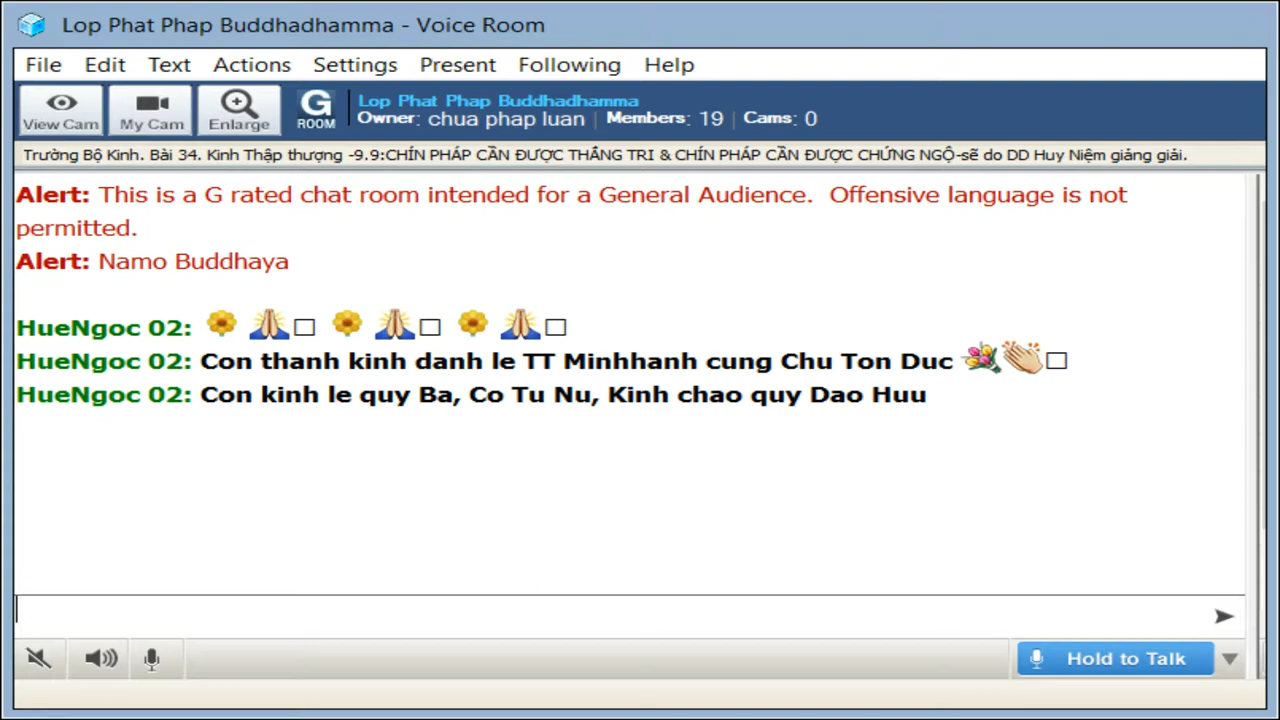 Lop Phat Phap Buddhadhamma - Voice Room
File Edit Text Actions Settings Present Following Help
View Cam My Cam Enlarge G ROOM
Lop Phat Phap Buddhadhamma
Owner: chua phap luan | Members: 19 | Cams: 0
Trường Bộ Kinh. Bài 34. Kinh Thập thượng -9.9:CHÍN PHÁP CẦN ĐƯỢC THẮNG TRI & CHÍN PHÁP CẦN ĐƯỢC CHỨNG NGỘ-sẽ do DD Huy Niệm giảng giải.
Alert: This is a G rated chat room intended for a General Audience. Offensive language is not
permitted.
Alert: Namo Buddhaya
HueNgoc 02: 🌼 🙏□ 🌼 🙏□ 🌼 🙏□
HueNgoc 02: Con thanh kinh danh le TT Minhhanh cung Chu Ton Duc 💐👏□
HueNgoc 02: Con kinh le quy Ba, Co Tu Nu, Kinh chao quy Dao Huu
Hold to Talk